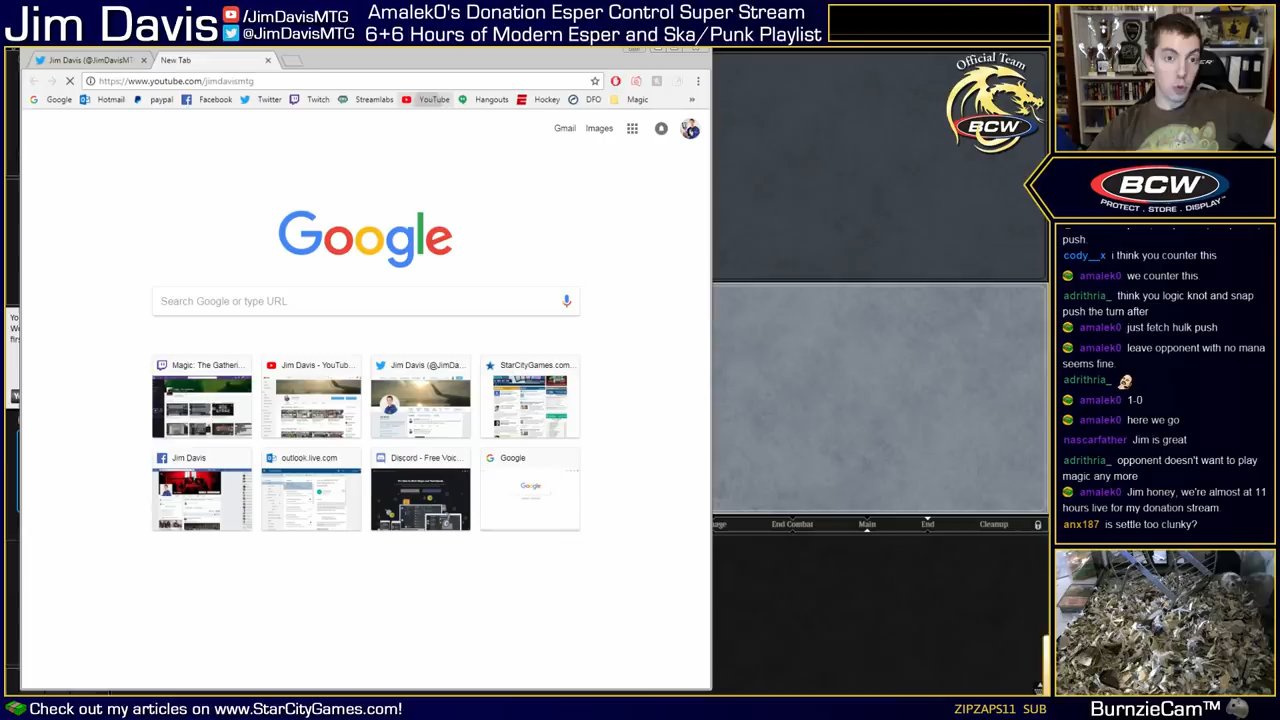 Jim Davis
/JimDavisMTG
@JimDavisMTG
Amalek0's Donation Esper Control Super Stream
6+6 Hours of Modern Esper and Ska/Punk Playlist
Jim Davis (@JimDavisMT
New Tab
https://www.youtube.com/jimdavismtg
Google
Hotmail
paypal
Facebook
Twitter
Twitch
Streamlabs
YouTube
Hangouts
Hockey
DFO
Magic
»
Gmail
Images
Google
Search Google or type URL
Magic: The Gatheri...
Jim Davis - YouTub...
Jim Davis (@JimDa...
StarCityGames.com...
Jim Davis
outlook.live.com
Discord - Free Voic...
Google
Google
End Combat
Main
End
Cleanup
Official Team
BCW
BCW
PROTECT . STORE . DISPLAY
push.
cody__x i think you counter this
amalek0 we counter this
adrithria_ think you logic knot and snap
push the turn after
amalek0 just fetch hulk push
amalek0 leave opponent with no mana
seems fine.
adrithria_
amalek0 1-0
amalek0 here we go
nascarfather Jim is great
adrithria_ opponent doesn't want to play
magic any more
amalek0 Jim honey, we're almost at 11
hours live for my donation stream.
anx187 is settle too clunky?
Check out my articles on www.StarCityGames.com!
ZIPZAPS11 SUB
BurnzieCam™